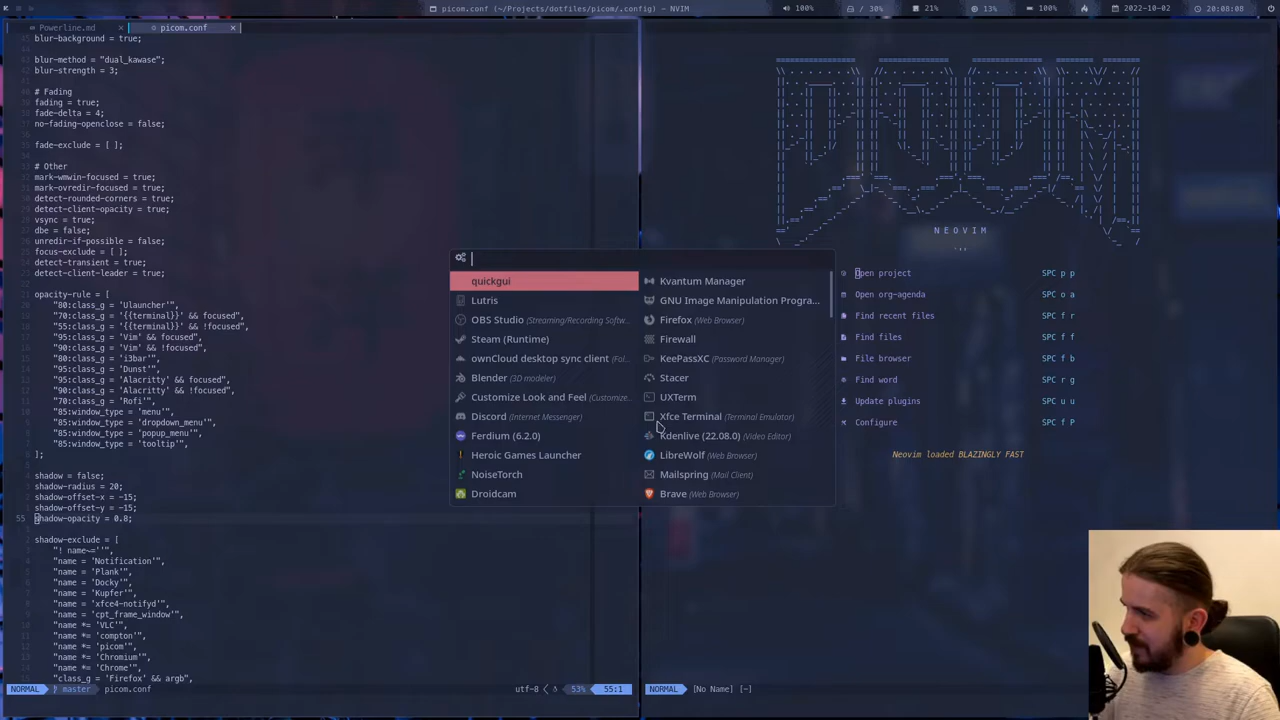 picom.conf (~/Projects/dotfiles/picom/.config) – NVIM
100%
/ 30%
21%
13%
100%
2022-10-02
20:08:08
Powerline.md ×
picom.conf ×
blur-background = true;
blur-method = "dual_kawase";
blur-strength = 3;
# Fading
fading = true;
fade-delta = 4;
no-fading-openclose = false;
fade-exclude = [ ];
# Other
mark-wmwin-focused = true;
mark-ovredir-focused = true;
detect-rounded-corners = true;
detect-client-opacity = true;
vsync = true;
dbe = false;
unredir-if-possible = false;
focus-exclude = [ ];
detect-transient = true;
detect-client-leader = true;
opacity-rule = [
"80:class_g = 'Ulauncher'",
"70:class_g = '{{terminal}}' && focused",
"55:class_g = '{{terminal}}' && !focused",
"95:class_g = 'Vim' && focused",
"90:class_g = 'Vim' && !focused",
"85:class_g = 'i3bar'",
"80:class_g = 'Dunst'",
"95:class_g = 'Alacritty' && focused",
"90:class_g = 'Alacritty' && !focused",
"70:class_g = 'Rofi'",
"85:window_type = 'menu'",
"85:window_type = 'dropdown_menu'",
"85:window_type = 'popup_menu'",
"85:window_type = 'tooltip'",
];
shadow = false;
shadow-radius = 20;
shadow-offset-x = -15;
shadow-offset-y = -15;
55 shadow-opacity = 0.8;
shadow-exclude = [
"! name~=''",
"name = 'Notification'",
"name = 'Plank'",
"name = 'Docky'",
"name = 'Kupfer'",
"name = 'xfce4-notifyd'",
"name = 'cpt_frame_window'",
"name *= 'VLC'",
"name *= 'compton'",
"name *= 'picom'",
"name *= 'Chromium'",
"name *= 'Chrome'",
"class_g = 'Firefox' && argb",
NORMAL master picom.conf utf-8 53% 55:1
quickgui
Lutris
OBS Studio (Streaming/Recording Softw...
Steam (Runtime)
ownCloud desktop sync client (Fol...
Blender (3D modeler)
Customize Look and Feel (Customize...
Discord (Internet Messenger)
Ferdium (6.2.0)
Heroic Games Launcher
NoiseTorch
Droidcam
Kvantum Manager
GNU Image Manipulation Progra...
Firefox (Web Browser)
Firewall
KeePassXC (Password Manager)
Stacer
UXTerm
Xfce Terminal (Terminal Emulator)
Kdenlive (22.08.0) (Video Editor)
LibreWolf (Web Browser)
Mailspring (Mail Client)
Brave (Web Browser)
NEOVIM
Open project SPC p p
Open org-agenda SPC o a
Find recent files SPC f r
Find files SPC f f
File browser SPC f b
Find word SPC r g
Update plugins SPC u u
Configure SPC f P
Neovim loaded BLAZINGLY FAST
NORMAL [No Name] [-]